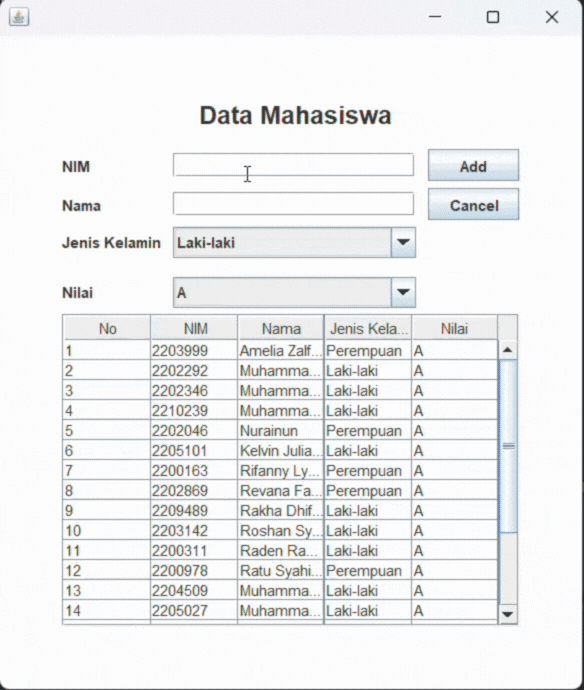 Data Mahasiswa
NIM Add
Nama Cancel
Jenis Kelamin Laki-laki
Nilai A
No NIM Nama Jenis Kela... Nilai
1 2203999 Amelia Zalf... Perempuan A
2 2202292 Muhamma... Laki-laki A
3 2202346 Muhamma... Laki-laki A
4 2210239 Muhamma... Laki-laki A
5 2202046 Nurainun Perempuan A
6 2205101 Kelvin Julia... Laki-laki A
7 2200163 Rifanny Ly... Perempuan A
8 2202869 Revana Fa... Perempuan A
9 2209489 Rakha Dhif... Laki-laki A
10 2203142 Roshan Sy... Laki-laki A
11 2200311 Raden Ra... Laki-laki A
12 2200978 Ratu Syahi... Perempuan A
13 2204509 Muhamma... Laki-laki A
14 2205027 Muhamma... Laki-laki A